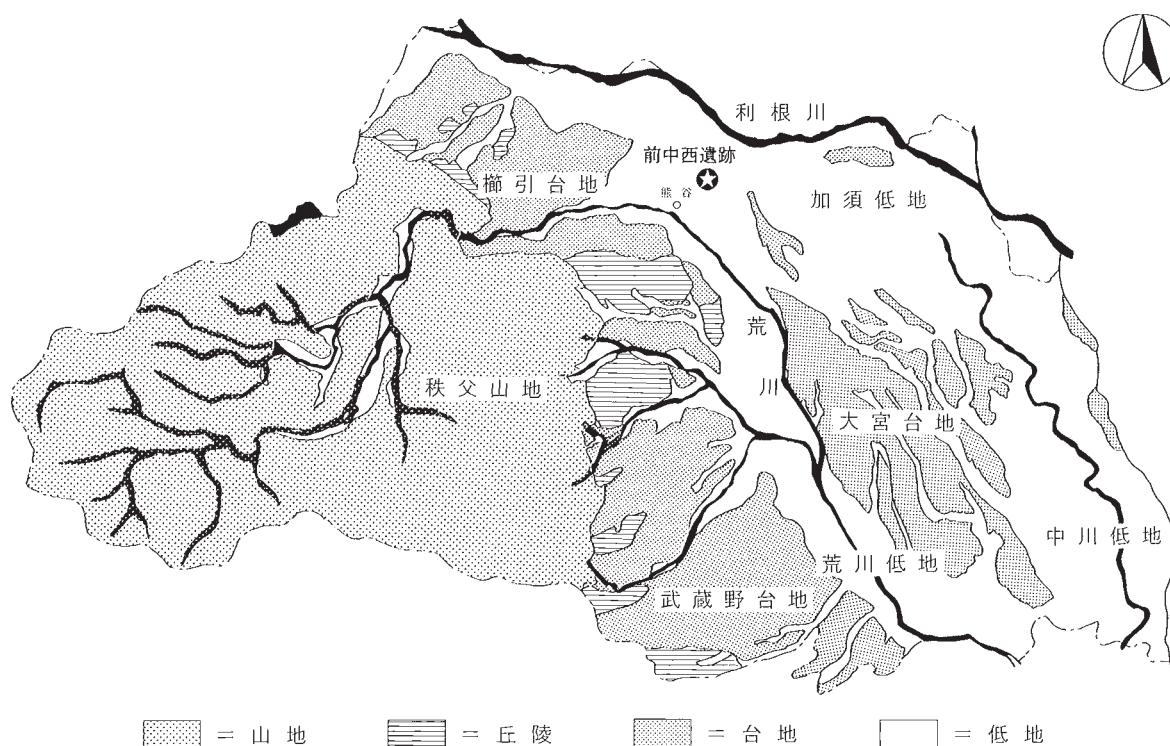 利根川
前中西遺跡
櫛引台地
熊谷
加須低地
荒川
秩父山地
大宮台地
中川低地
荒川低地
武蔵野台地
＝山地
＝丘陵
＝台地
＝低地